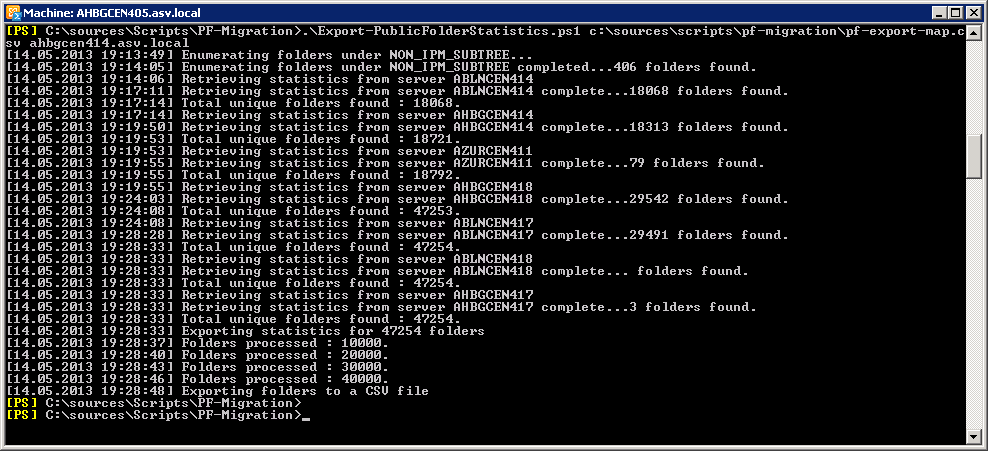 Machine: AHBGCEN405.asv.local
[PS] C:\sources\Scripts\PF-Migration>.\Export-PublicFolderStatistics.ps1 c:\sources\scripts\pf-migration\pf-export-map.c
sv ahbgcen414.asv.local
[14.05.2013 19:13:49] Enumerating folders under NON_IPM_SUBTREE...
[14.05.2013 19:14:05] Enumerating folders under NON_IPM_SUBTREE completed...406 folders found.
[14.05.2013 19:14:06] Retrieving statistics from server ABLNCEN414
[14.05.2013 19:17:11] Retrieving statistics from server ABLNCEN414 complete...18068 folders found.
[14.05.2013 19:17:14] Total unique folders found : 18068.
[14.05.2013 19:17:14] Retrieving statistics from server AHBGCEN414
[14.05.2013 19:19:50] Retrieving statistics from server AHBGCEN414 complete...18313 folders found.
[14.05.2013 19:19:53] Total unique folders found : 18721.
[14.05.2013 19:19:53] Retrieving statistics from server AZURCEN411
[14.05.2013 19:19:55] Retrieving statistics from server AZURCEN411 complete...79 folders found.
[14.05.2013 19:19:55] Total unique folders found : 18792.
[14.05.2013 19:19:55] Retrieving statistics from server AHBGCEN418
[14.05.2013 19:24:03] Retrieving statistics from server AHBGCEN418 complete...29542 folders found.
[14.05.2013 19:24:08] Total unique folders found : 47253.
[14.05.2013 19:24:08] Retrieving statistics from server ABLNCEN417
[14.05.2013 19:28:28] Retrieving statistics from server ABLNCEN417 complete...29491 folders found.
[14.05.2013 19:28:33] Total unique folders found : 47254.
[14.05.2013 19:28:33] Retrieving statistics from server ABLNCEN418
[14.05.2013 19:28:33] Retrieving statistics from server ABLNCEN418 complete... folders found.
[14.05.2013 19:28:33] Total unique folders found : 47254.
[14.05.2013 19:28:33] Retrieving statistics from server AHBGCEN417
[14.05.2013 19:28:33] Retrieving statistics from server AHBGCEN417 complete...3 folders found.
[14.05.2013 19:28:33] Total unique folders found : 47254.
[14.05.2013 19:28:33] Exporting statistics for 47254 folders
[14.05.2013 19:28:37] Folders processed : 10000.
[14.05.2013 19:28:40] Folders processed : 20000.
[14.05.2013 19:28:43] Folders processed : 30000.
[14.05.2013 19:28:46] Folders processed : 40000.
[14.05.2013 19:28:48] Exporting folders to a CSV file
[PS] C:\sources\Scripts\PF-Migration>
[PS] C:\sources\Scripts\PF-Migration>_